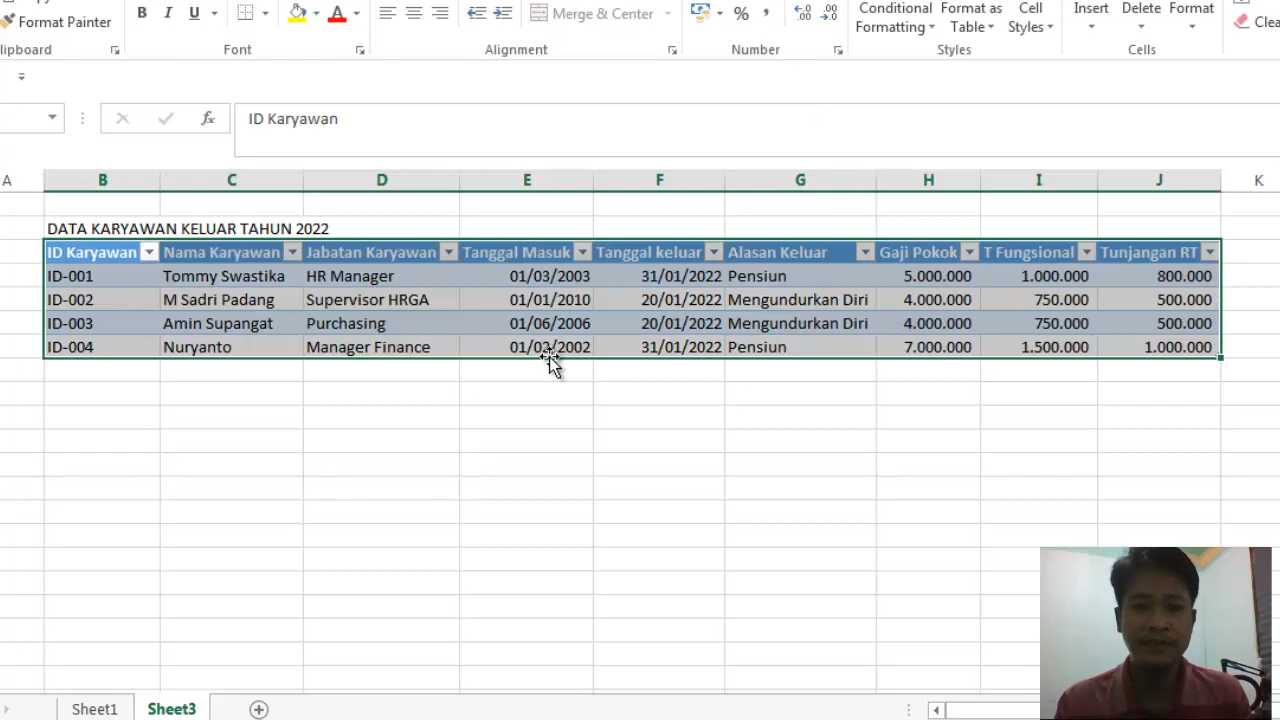 Format Painter
lipboard
B I U
Font
A
Merge & Center
Alignment
% ,
Number
Conditional Formatting
Format as Table
Cell Styles
Styles
Insert
Delete
Format
Cells
Clea
fx
ID Karyawan
A B C D E F G H I J K
DATA KARYAWAN KELUAR TAHUN 2022
ID Karyawan Nama Karyawan Jabatan Karyawan Tanggal Masuk Tanggal keluar Alasan Keluar Gaji Pokok T Fungsional Tunjangan RT
ID-001 Tommy Swastika HR Manager 01/03/2003 31/01/2022 Pensiun 5.000.000 1.000.000 800.000
ID-002 M Sadri Padang Supervisor HRGA 01/01/2010 20/01/2022 Mengundurkan Diri 4.000.000 750.000 500.000
ID-003 Amin Supangat Purchasing 01/06/2006 20/01/2022 Mengundurkan Diri 4.000.000 750.000 500.000
ID-004 Nuryanto Manager Finance 31/01/2022 Pensiun 7.000.000 1.500.000 1.000.000
Sheet1 Sheet3